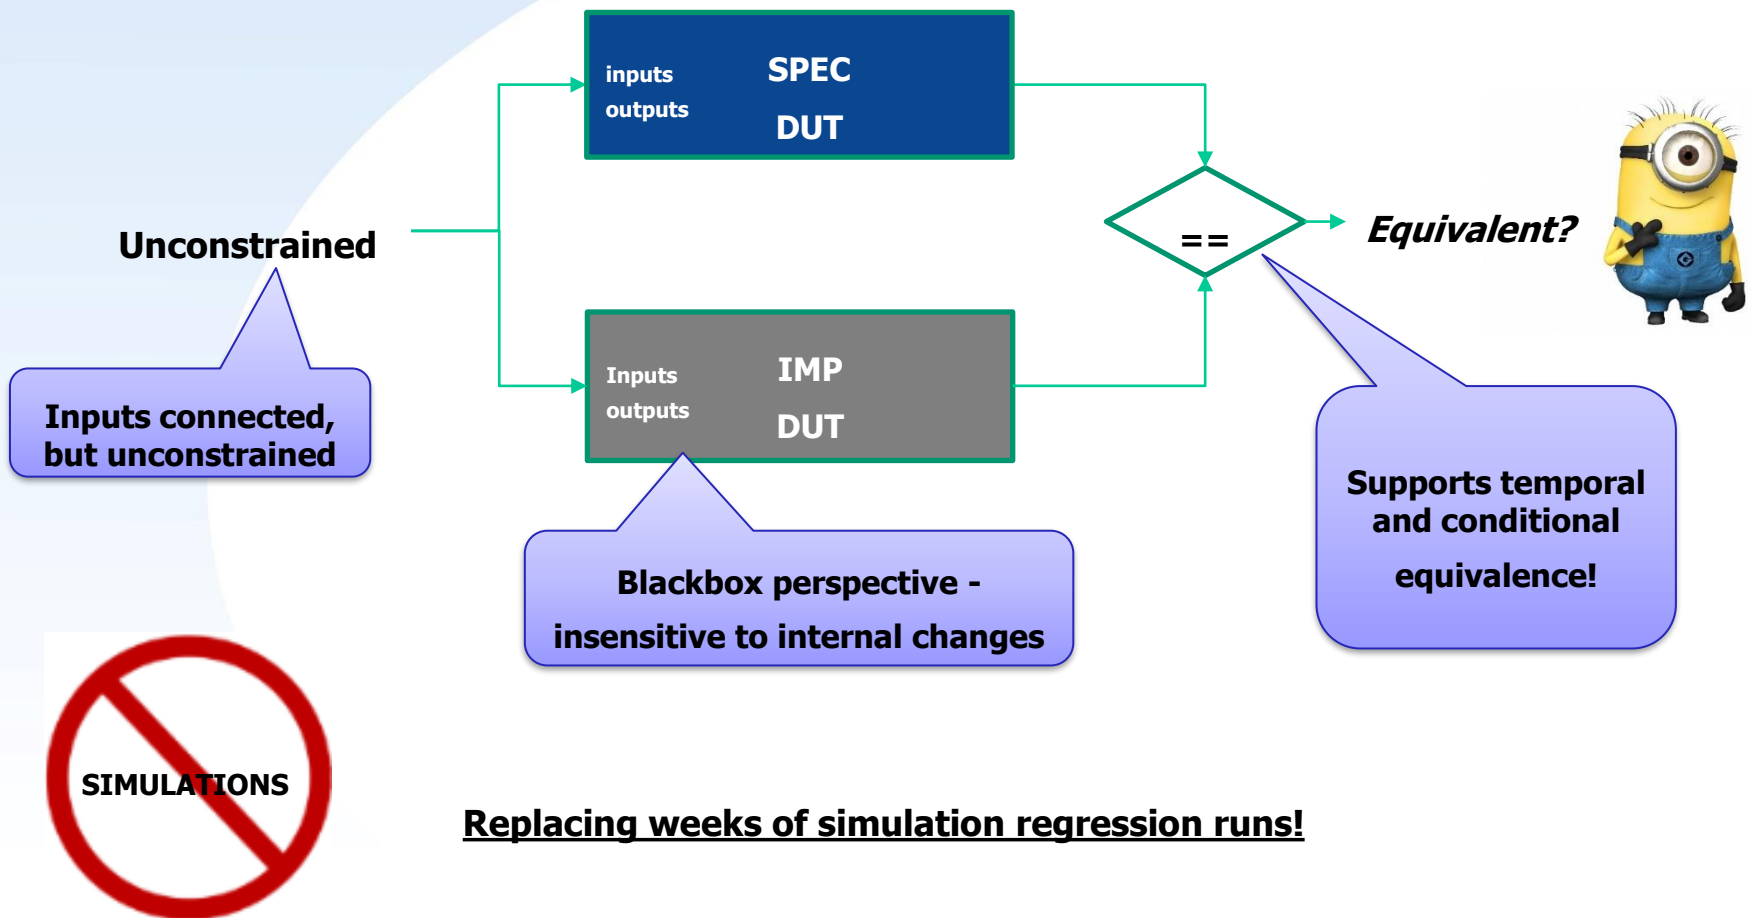 inputs
outputs
SPEC
DUT
Unconstrained
==
Equivalent?
Inputs connected,
but unconstrained
Inputs
outputs
IMP
DUT
Blackbox perspective -
insensitive to internal changes
Supports temporal
and conditional
equivalence!
SIMULATIONS
Replacing weeks of simulation regression runs!